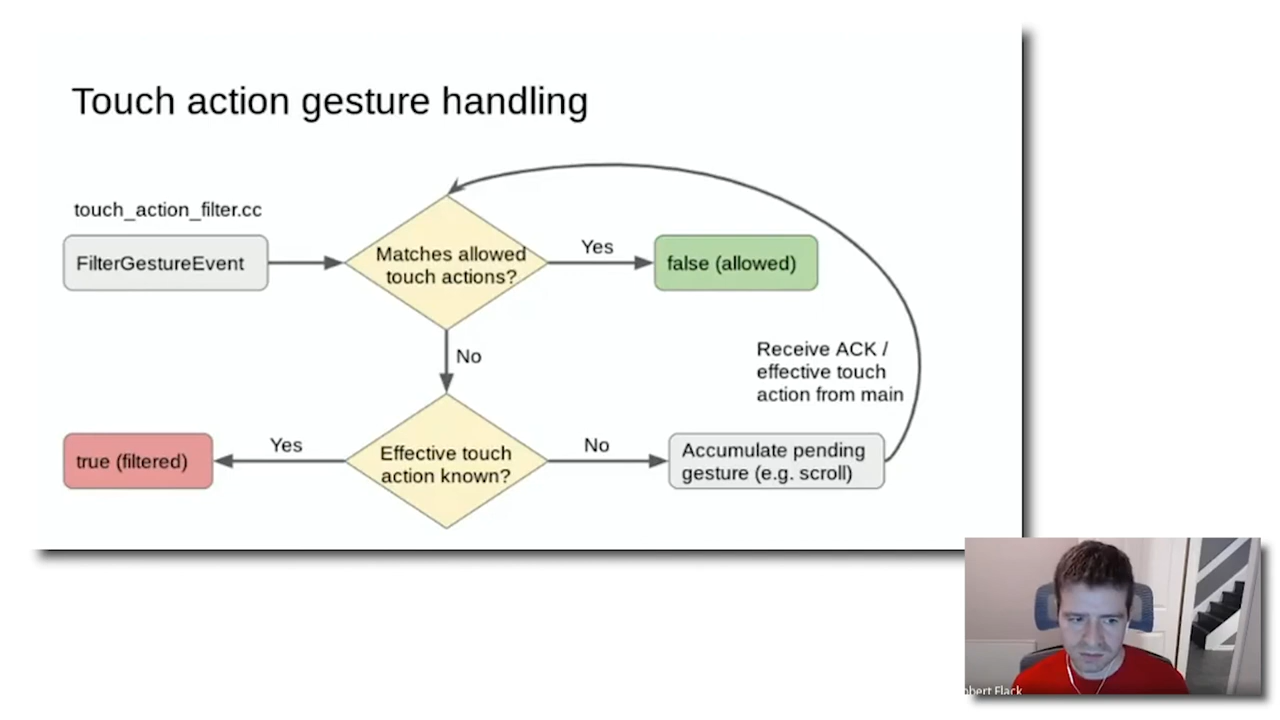 Touch action gesture handling
touch_action_filter.cc
FilterGestureEvent
Matches allowed
touch actions?
Yes
false (allowed)
No
Receive ACK /
effective touch
action from main
true (filtered)
Yes
Effective touch
action known?
No
Accumulate pending
gesture (e.g. scroll)
Flack